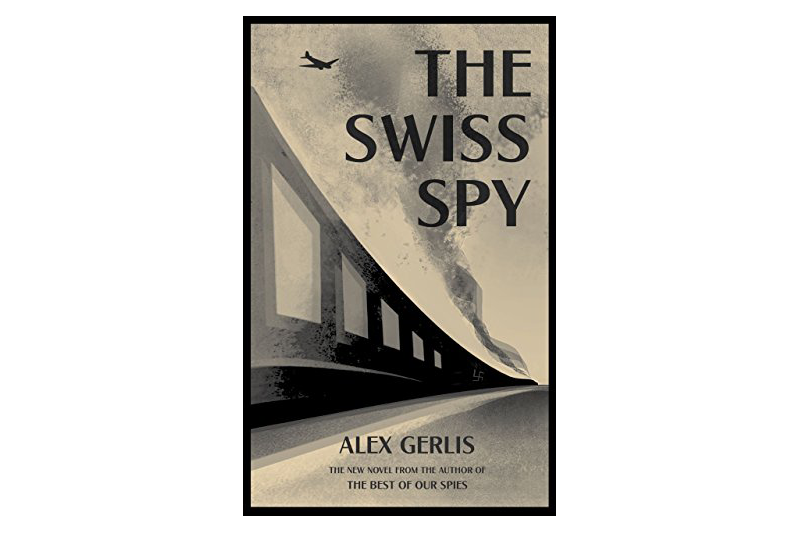 THE
SWISS
SPY
ALEX GERLIS
THE NEW NOVEL FROM THE AUTHOR OF
THE BEST OF OUR SPIES